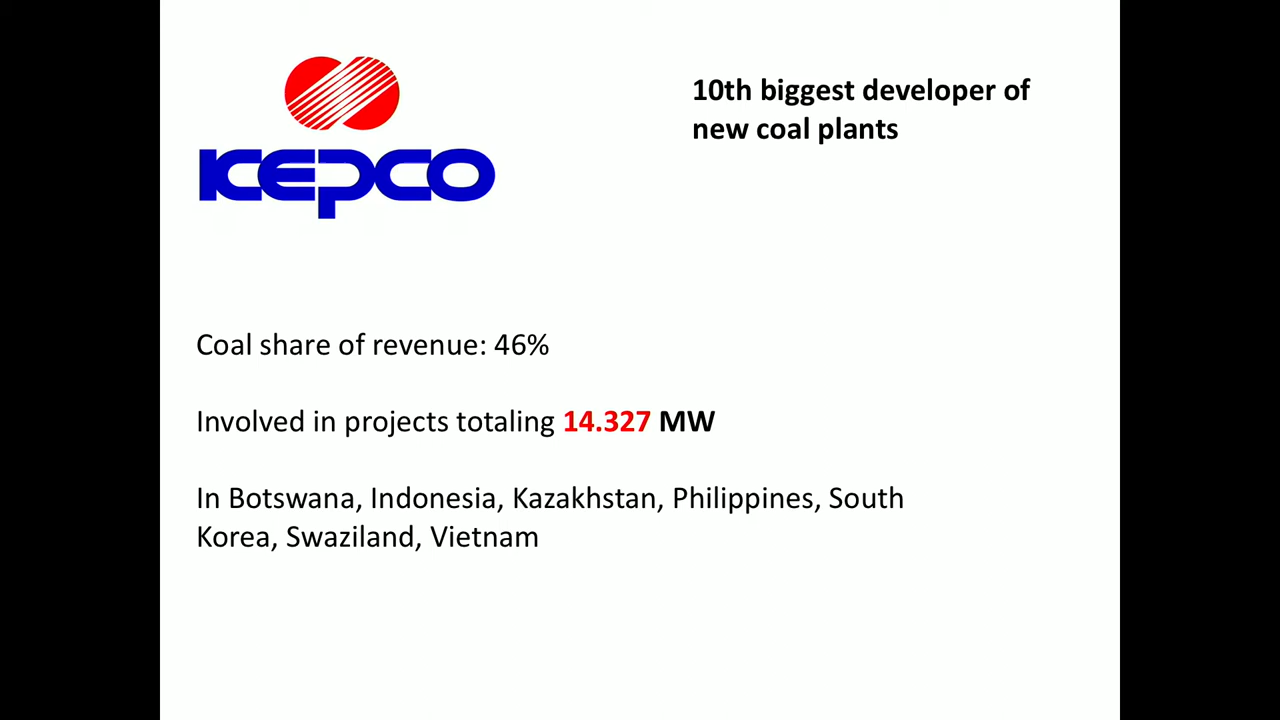 KEPCO
10th biggest developer of
new coal plants
Coal share of revenue: 46%
Involved in projects totaling 14.327 MW
In Botswana, Indonesia, Kazakhstan, Philippines, South
Korea, Swaziland, Vietnam